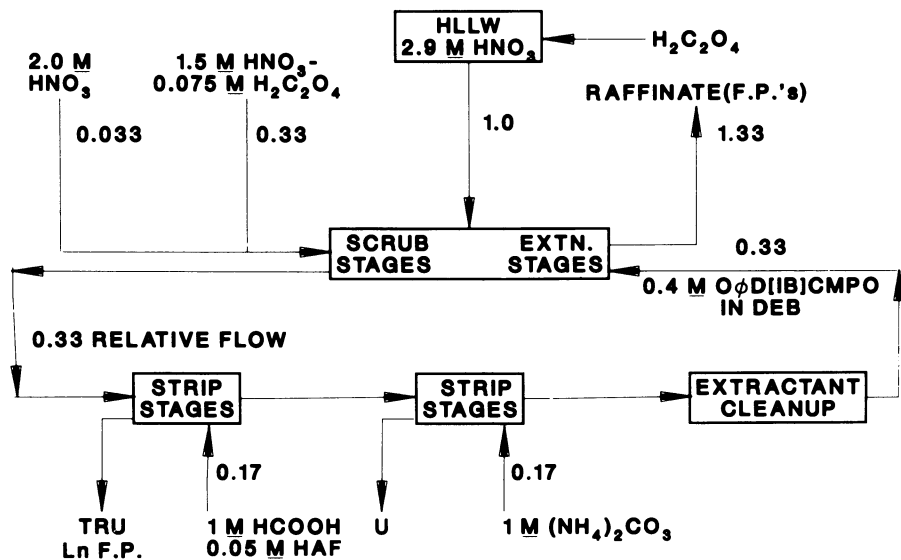 HLLW
2.9 M HNO₃
H₂C₂O₄
2.0 M
HNO₃
1.5 M HNO₃-
0.075 M H₂C₂O₄
RAFFINATE(F.P.'s)
0.033
0.33
1.0
1.33
SCRUB
STAGES
EXTN.
STAGES
0.33
0.4 M OϕD[IB]CMPO
IN DEB
0.33 RELATIVE FLOW
STRIP
STAGES
STRIP
STAGES
EXTRACTANT
CLEANUP
0.17
0.17
TRU
Ln F.P.
1 M HCOOH
0.05 M HAF
U
1 M (NH₄)₂CO₃